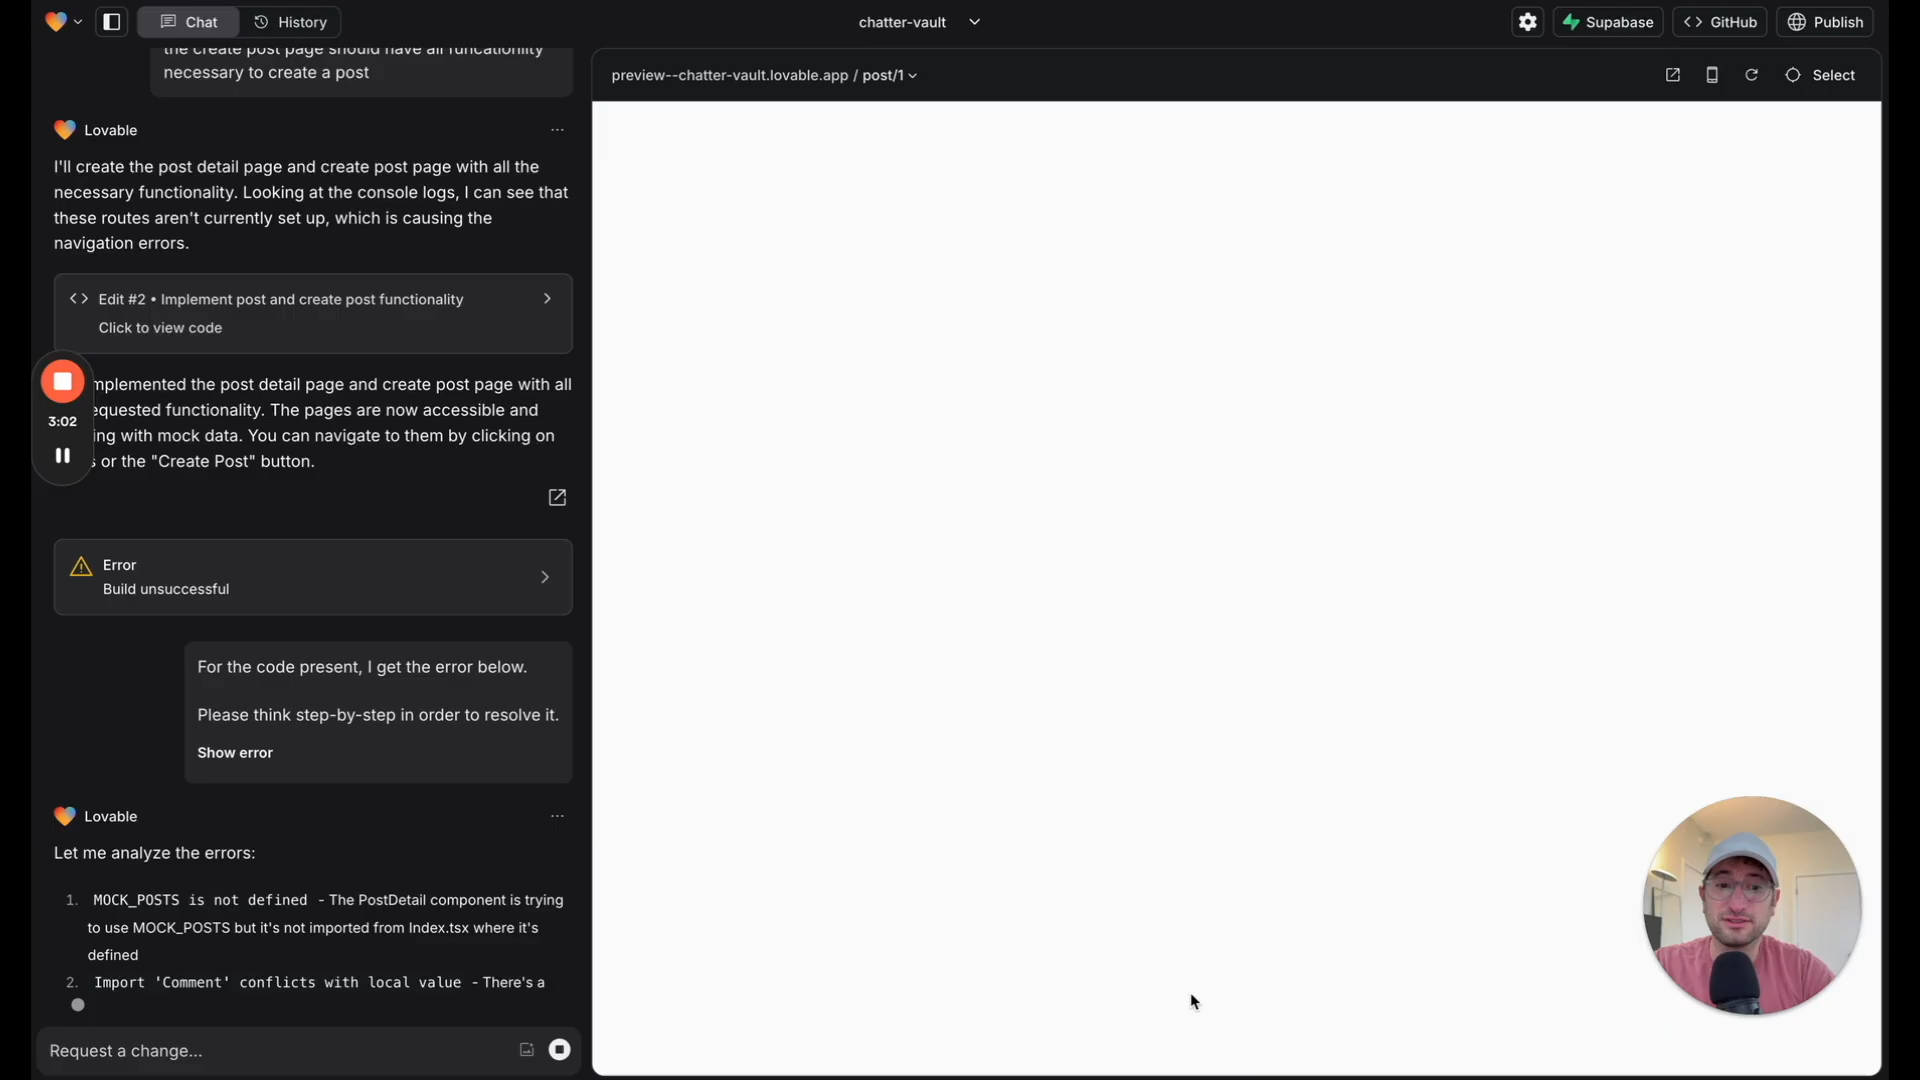 Chat
History
chatter-vault
Supabase
GitHub
Publish
the create post page should have all funcationlity
necessary to create a post
preview--chatter-vault.lovable.app / post/1
Select
Lovable
I'll create the post detail page and create post page with all the
necessary functionality. Looking at the console logs, I can see that
these routes aren't currently set up, which is causing the
navigation errors.
Edit #2 • Implement post and create post functionality
Click to view code
3:02
mplemented the post detail page and create post page with all
equested functionality. The pages are now accessible and
ing with mock data. You can navigate to them by clicking on
s or the "Create Post" button.
Error
Build unsuccessful
For the code present, I get the error below.
Please think step-by-step in order to resolve it.
Show error
Lovable
Let me analyze the errors:
1. MOCK_POSTS is not defined - The PostDetail component is trying
to use MOCK_POSTS but it's not imported from Index.tsx where it's
defined
2. Import 'Comment' conflicts with local value - There's a
Request a change...